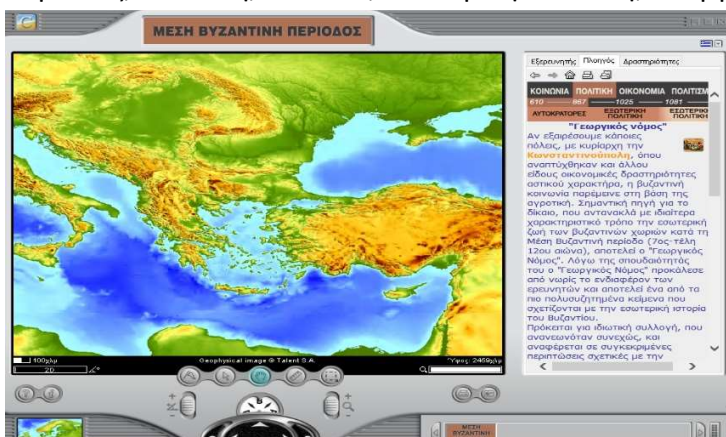 ΜΕΣΗ ΒΥΖΑΝΤΙΝΗ ΠΕΡΙΟΔΟΣ
Εξερευνητής Πλοηγός Δραστηριότητες
ΚΟΙΝΩΝΙΑ ΠΟΛΙΤΙΚΗ ΟΙΚΟΝΟΜΙΑ ΠΟΛΙΤΙΣΜ
610 867 1025 1081
ΑΥΤΟΚΡΑΤΟΡΕΣ ΕΣΩΤΕΡΙΚΗ ΠΟΛΙΤΙΚΗ ΕΞΩΤΕΡΙΚΗ ΠΟΛΙΤΙΚΗ
"Γεωργικός νόμος"
Αν εξαιρέσουμε κάποιες
πόλεις, με κυρίαρχη την
Κωνσταντινούπολη, όπου
αναπτύχθηκαν και άλλου
είδους οικονομικές δραστηριότητες
αστικού χαρακτήρα, η βυζαντινή
κοινωνία παρέμεινε στη βάση της
αγροτική. Σημαντική πηγή για το
δίκαιο, που αντανακλά με ιδιαίτερα
χαρακτηριστικό τρόπο την εσωτερική
ζωή των βυζαντινών χωριών κατά τη
Μέση Βυζαντινή περίοδο (7ος-τέλη
12ου αιώνα), αποτελεί ο "Γεωργικός
Νόμος". Λόγω της σπουδαιότητάς
του ο "Γεωργικός Νόμος" προκάλεσε
από νωρίς το ενδιαφέρον των
ερευνητών και αποτελεί ένα από τα
πιο πολυσυζητημένα κείμενα που
σχετίζονται με την εσωτερική ιστορία
του Βυζαντίου.
Πρόκειται για ιδιωτική συλλογή, που
ανανεωνόταν συνεχώς, και
αναφέρεται σε συγκεκριμένες
περιπτώσεις σχετικές με την
100χλμ Geophysical image © Talent S.A. Ύψος: 2469χλμ
20
ΜΕΣΗ
ΒΥΖΑΝΤΙΝΗ